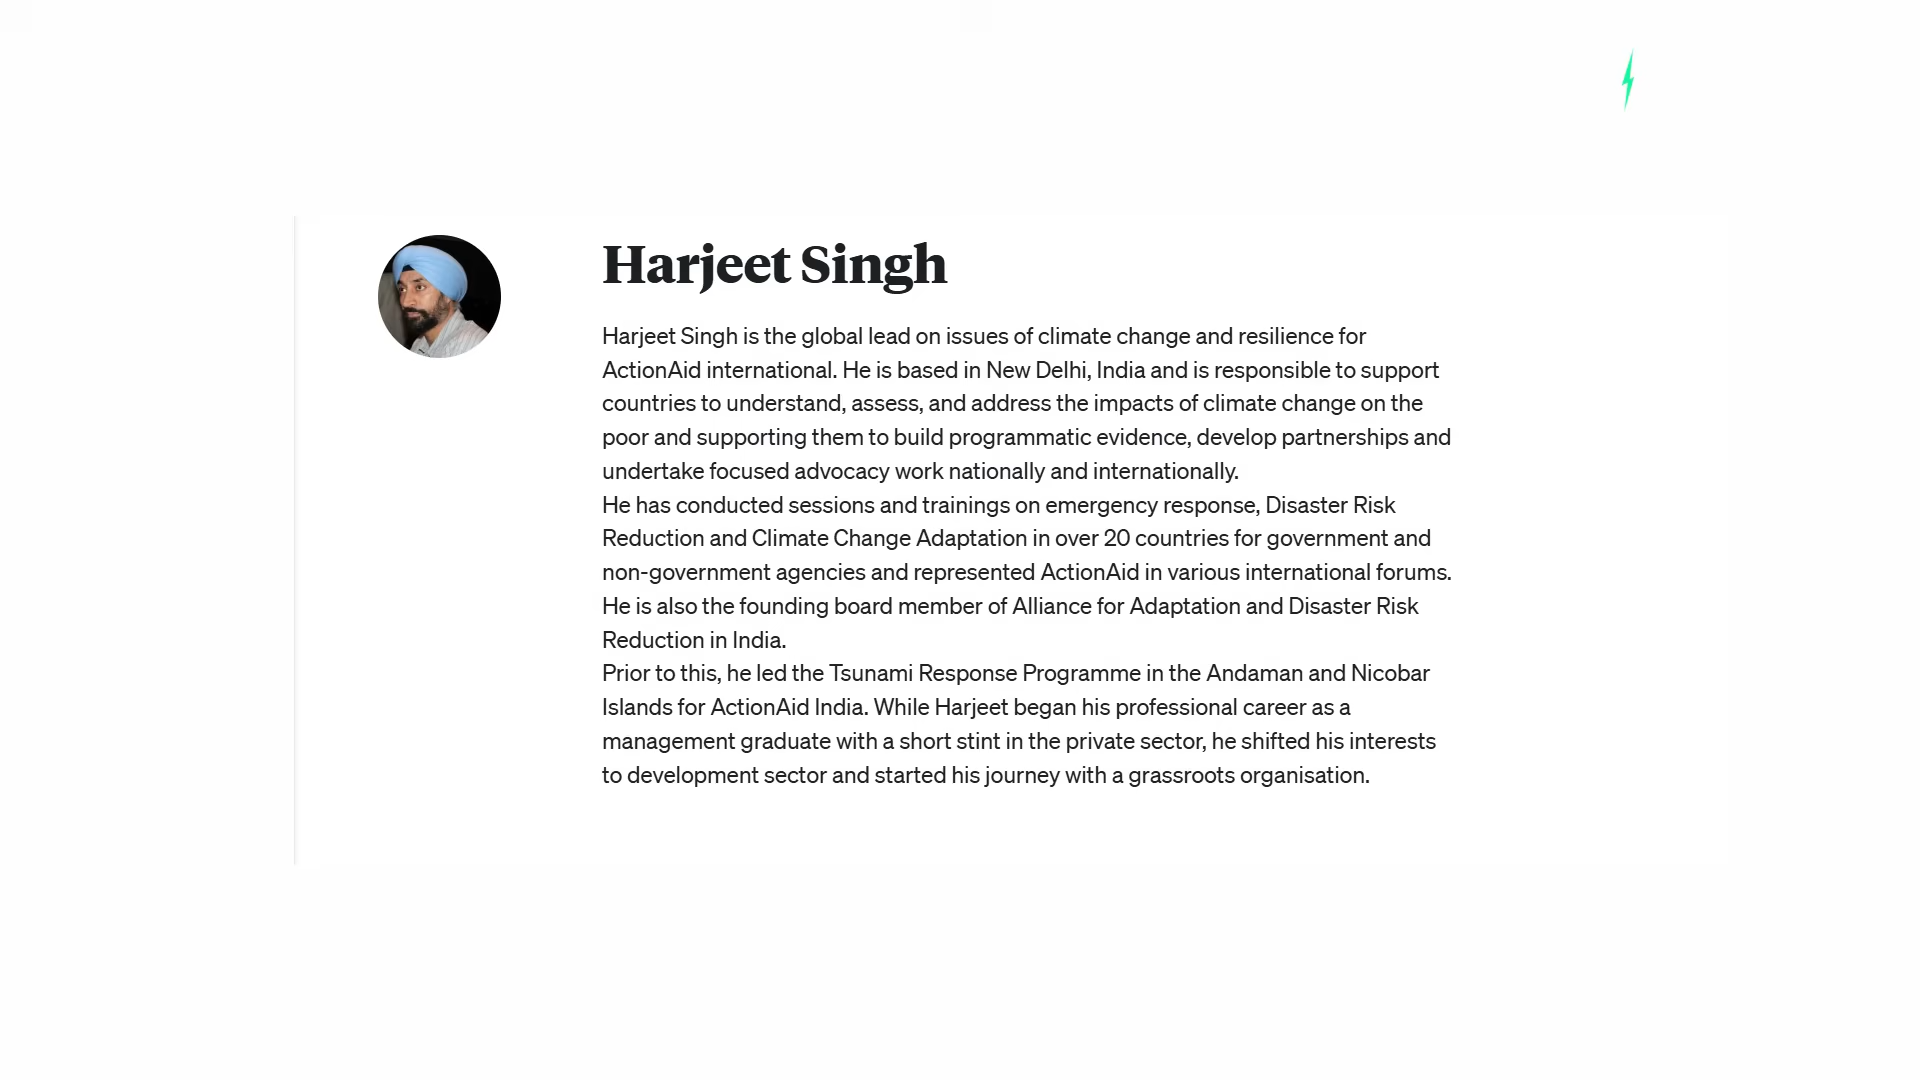 Harjeet Singh
Harjeet Singh is the global lead on issues of climate change and resilience for
ActionAid international. He is based in New Delhi, India and is responsible to support
countries to understand, assess, and address the impacts of climate change on the
poor and supporting them to build programmatic evidence, develop partnerships and
undertake focused advocacy work nationally and internationally.
He has conducted sessions and trainings on emergency response, Disaster Risk
Reduction and Climate Change Adaptation in over 20 countries for government and
non-government agencies and represented ActionAid in various international forums.
He is also the founding board member of Alliance for Adaptation and Disaster Risk
Reduction in India.
Prior to this, he led the Tsunami Response Programme in the Andaman and Nicobar
Islands for ActionAid India. While Harjeet began his professional career as a
management graduate with a short stint in the private sector, he shifted his interests
to development sector and started his journey with a grassroots organisation.